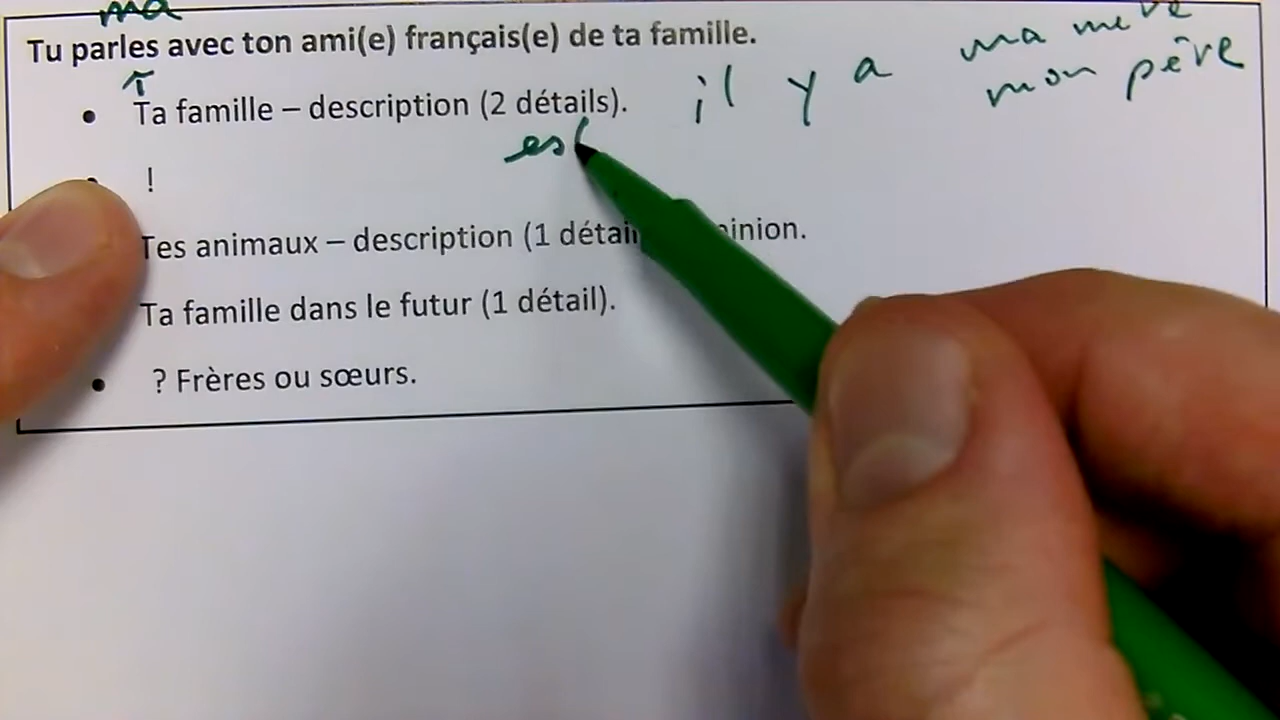 ma
Tu parles avec ton ami(e) français(e) de ta famille.
ma mère
Ta famille – description (2 détails). il y a
mon père
est
!
Tes animaux – description (1 détail
Ta famille dans le futur (1 détail).
? Frères ou sœurs.